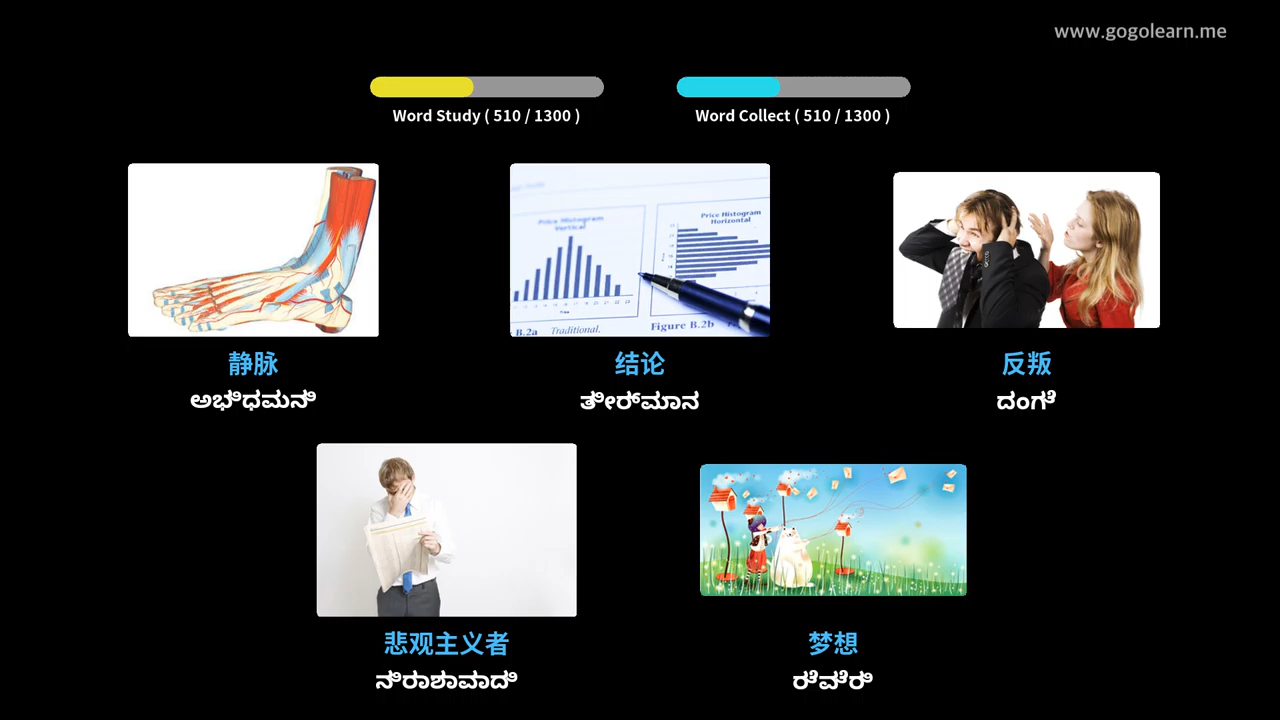 www.gogolearn.me
Word Study ( 510 / 1300 )
Word Collect ( 510 / 1300 )
Price Histogram
Vertical
Price Histogram
Horizontal
B.2a Traditional.
Figure B.2b
静脉
结论
反叛
ಅಭಿಧಮನಿ
ತೀರ್ಮಾನ
ದಂಗೆ
悲观主义者
梦想
ನಿರಾಶಾವಾದಿ
ರೆವೆರಿ